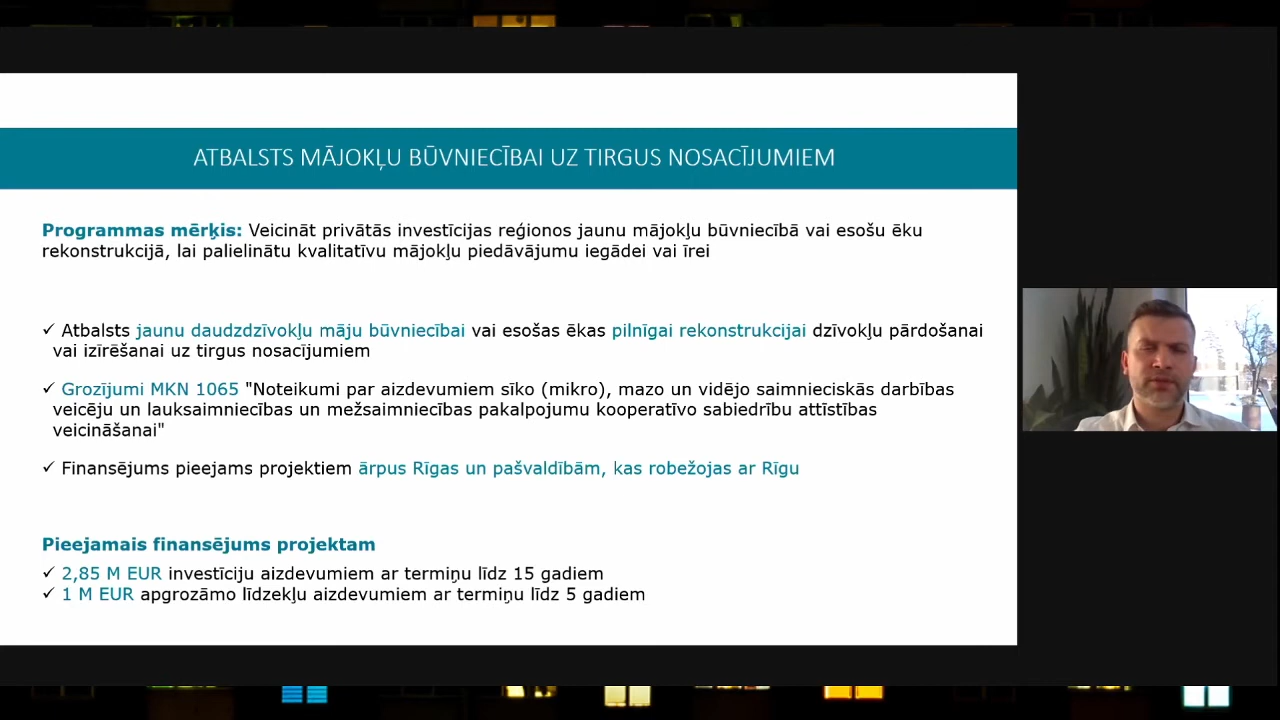 ATBALSTS MĀJOKĻU BŪVNIECĪBAI UZ TIRGUS NOSACĪJUMIEM
Programmas mērķis: Veicināt privātās investīcijas reģionos jaunu mājokļu būvniecībā vai esošu ēku
rekonstrukcijā, lai palielinātu kvalitatīvu mājokļu piedāvājumu iegādei vai īrei
✓ Atbalsts jaunu daudzdzīvokļu māju būvniecībai vai esošas ēkas pilnīgai rekonstrukcijai dzīvokļu pārdošanai
vai izīrēšanai uz tirgus nosacījumiem
✓ Grozījumi MKN 1065 "Noteikumi par aizdevumiem sīko (mikro), mazo un vidējo saimnieciskās darbības
veicēju un lauksaimniecības un mežsaimniecības pakalpojumu kooperatīvo sabiedrību attīstības
veicināšanai"
✓ Finansējums pieejams projektiem ārpus Rīgas un pašvaldībām, kas robežojas ar Rīgu
Pieejamais finansējums projektam
✓ 2,85 M EUR investīciju aizdevumiem ar termiņu līdz 15 gadiem
✓ 1 M EUR apgrozāmo līdzekļu aizdevumiem ar termiņu līdz 5 gadiem